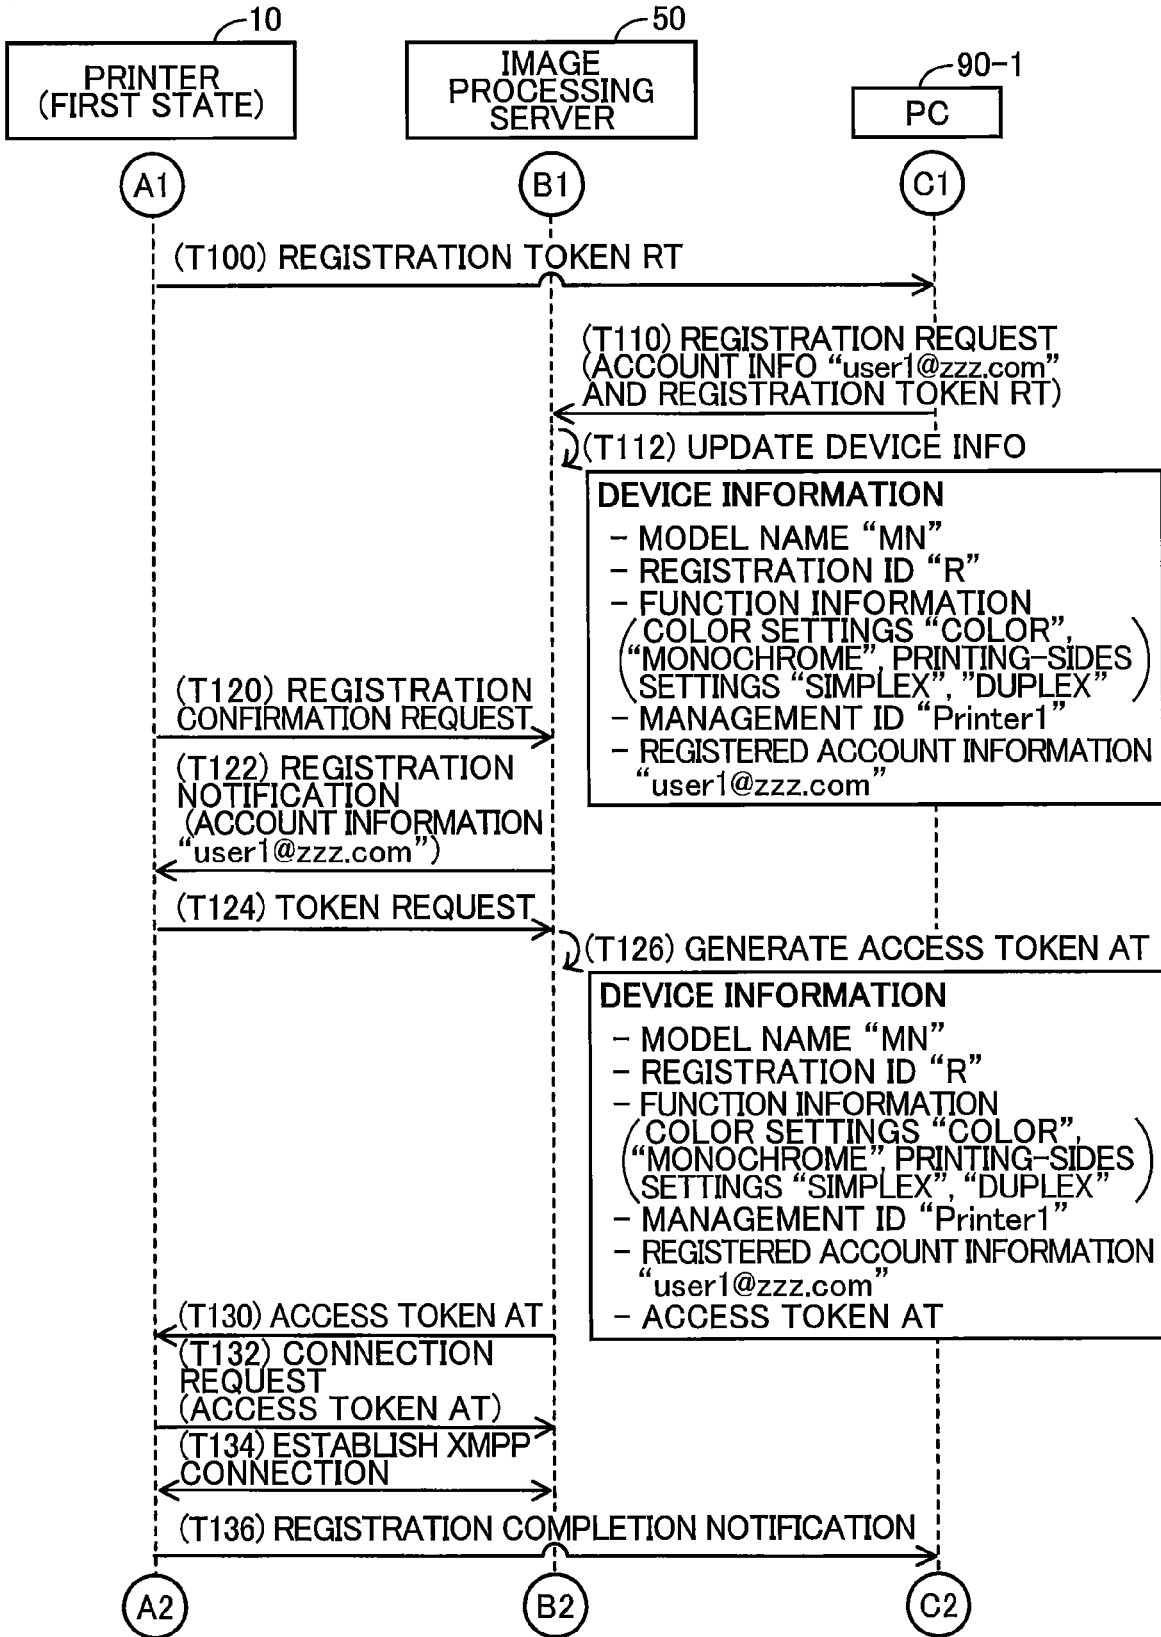 10
50
90-1
PRINTER
(FIRST STATE)
IMAGE
PROCESSING
SERVER
PC
A1
B1
C1
(T100) REGISTRATION TOKEN RT
(T110) REGISTRATION REQUEST
(ACCOUNT INFO “user1@zzz.com”
AND REGISTRATION TOKEN RT)
(T112) UPDATE DEVICE INFO
DEVICE INFORMATION
– MODEL NAME “MN”
– REGISTRATION ID “R”
– FUNCTION INFORMATION
(COLOR SETTINGS “COLOR”,
“MONOCHROME”, PRINTING-SIDES
SETTINGS “SIMPLEX”, ”DUPLEX”)
– MANAGEMENT ID “Printer1”
– REGISTERED ACCOUNT INFORMATION
“user1@zzz.com”
(T120) REGISTRATION
CONFIRMATION REQUEST
(T122) REGISTRATION
NOTIFICATION
(ACCOUNT INFORMATION
“user1@zzz.com”)
(T124) TOKEN REQUEST
(T126) GENERATE ACCESS TOKEN AT
DEVICE INFORMATION
– MODEL NAME “MN”
– REGISTRATION ID “R”
– FUNCTION INFORMATION
(COLOR SETTINGS “COLOR”,
“MONOCHROME”, PRINTING-SIDES
SETTINGS “SIMPLEX”, “DUPLEX”)
– MANAGEMENT ID “Printer1”
– REGISTERED ACCOUNT INFORMATION
“user1@zzz.com”
– ACCESS TOKEN AT
(T130) ACCESS TOKEN AT
(T132) CONNECTION
REQUEST
(ACCESS TOKEN AT)
(T134) ESTABLISH XMPP
CONNECTION
(T136) REGISTRATION COMPLETION NOTIFICATION
A2
B2
C2